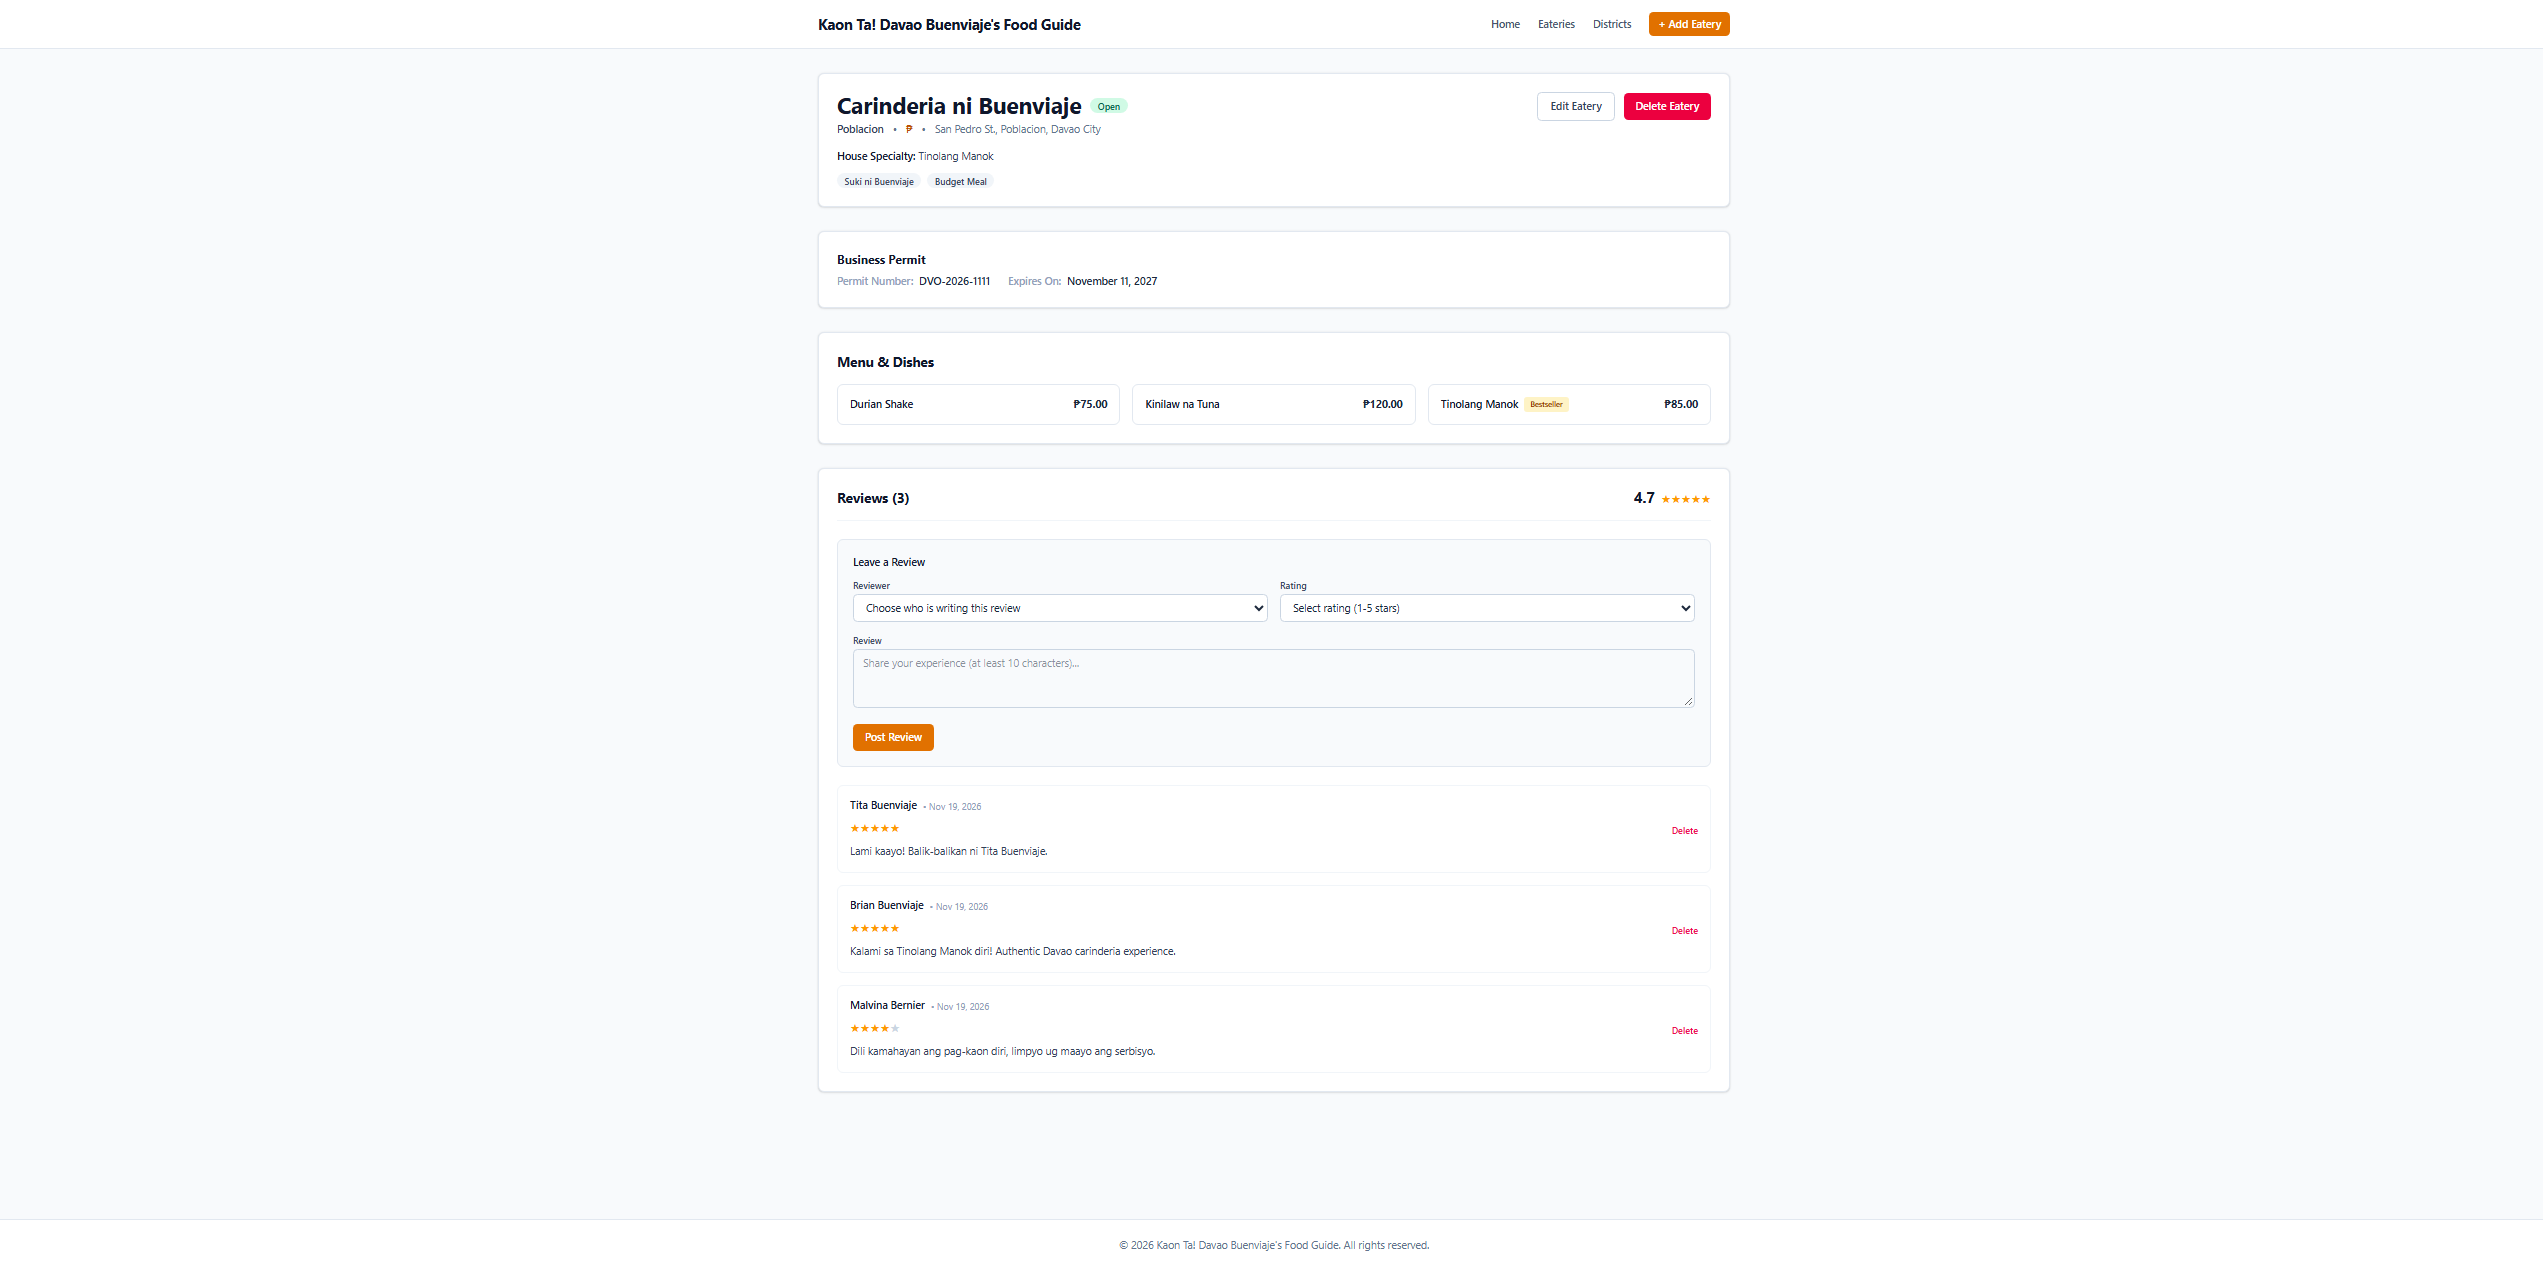 Kaon Ta! Davao Buenviaje's Food Guide
Home Eateries Districts + Add Eatery
Carinderia ni Buenviaje Open
Edit Eatery Delete Eatery
Poblacion • ₱ • San Pedro St., Poblacion, Davao City
House Specialty: Tinolang Manok
Suki ni Buenviaje Budget Meal
Business Permit
Permit Number: DVO-2026-1111 Expires On: November 11, 2027
Menu & Dishes
Durian Shake ₱75.00 Kinilaw na Tuna ₱120.00 Tinolang Manok Bestseller ₱85.00
Reviews (3) 4.7 ★★★★★
Leave a Review
Reviewer Rating
Choose who is writing this review Select rating (1-5 stars)
Review
Share your experience (at least 10 characters)...
Post Review
Tita Buenviaje • Nov 19, 2026
★★★★★
Delete
Lami kaayo! Balik-balikan ni Tita Buenviaje.
Brian Buenviaje • Nov 19, 2026
★★★★★
Delete
Kalami sa Tinolang Manok diri! Authentic Davao carinderia experience.
Malvina Bernier • Nov 19, 2026
★★★★★
Delete
Dili kamahayan ang pag-kaon diri, limpyo ug maayo ang serbisyo.
© 2026 Kaon Ta! Davao Buenviaje's Food Guide. All rights reserved.